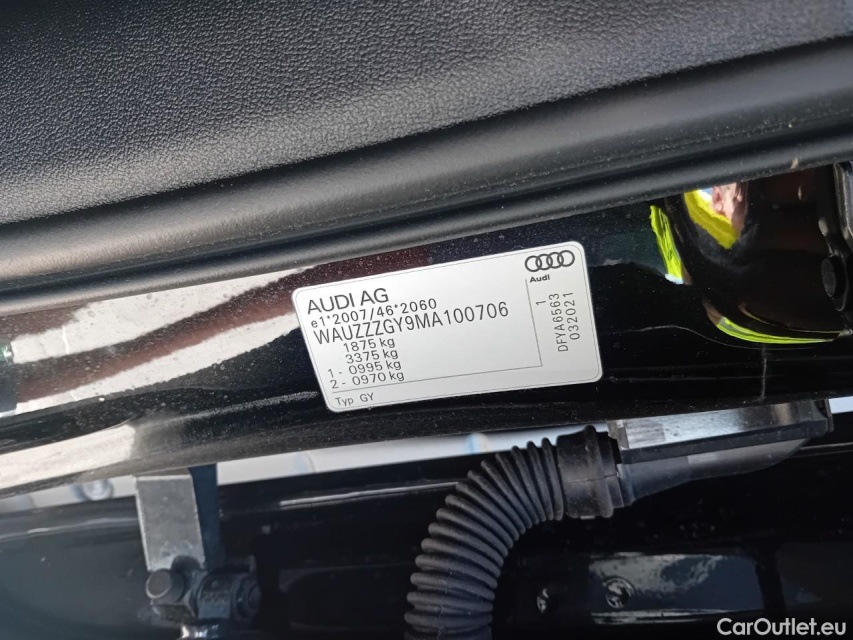 AUDI AG
e1*2007/46*2060
WAUZZZGY9MA100706
1875 kg
3375 kg
1 - 0995 kg
2 - 0970 kg
Typ GY
Audi
1
DFYA6563
032021
CarOutlet.eu